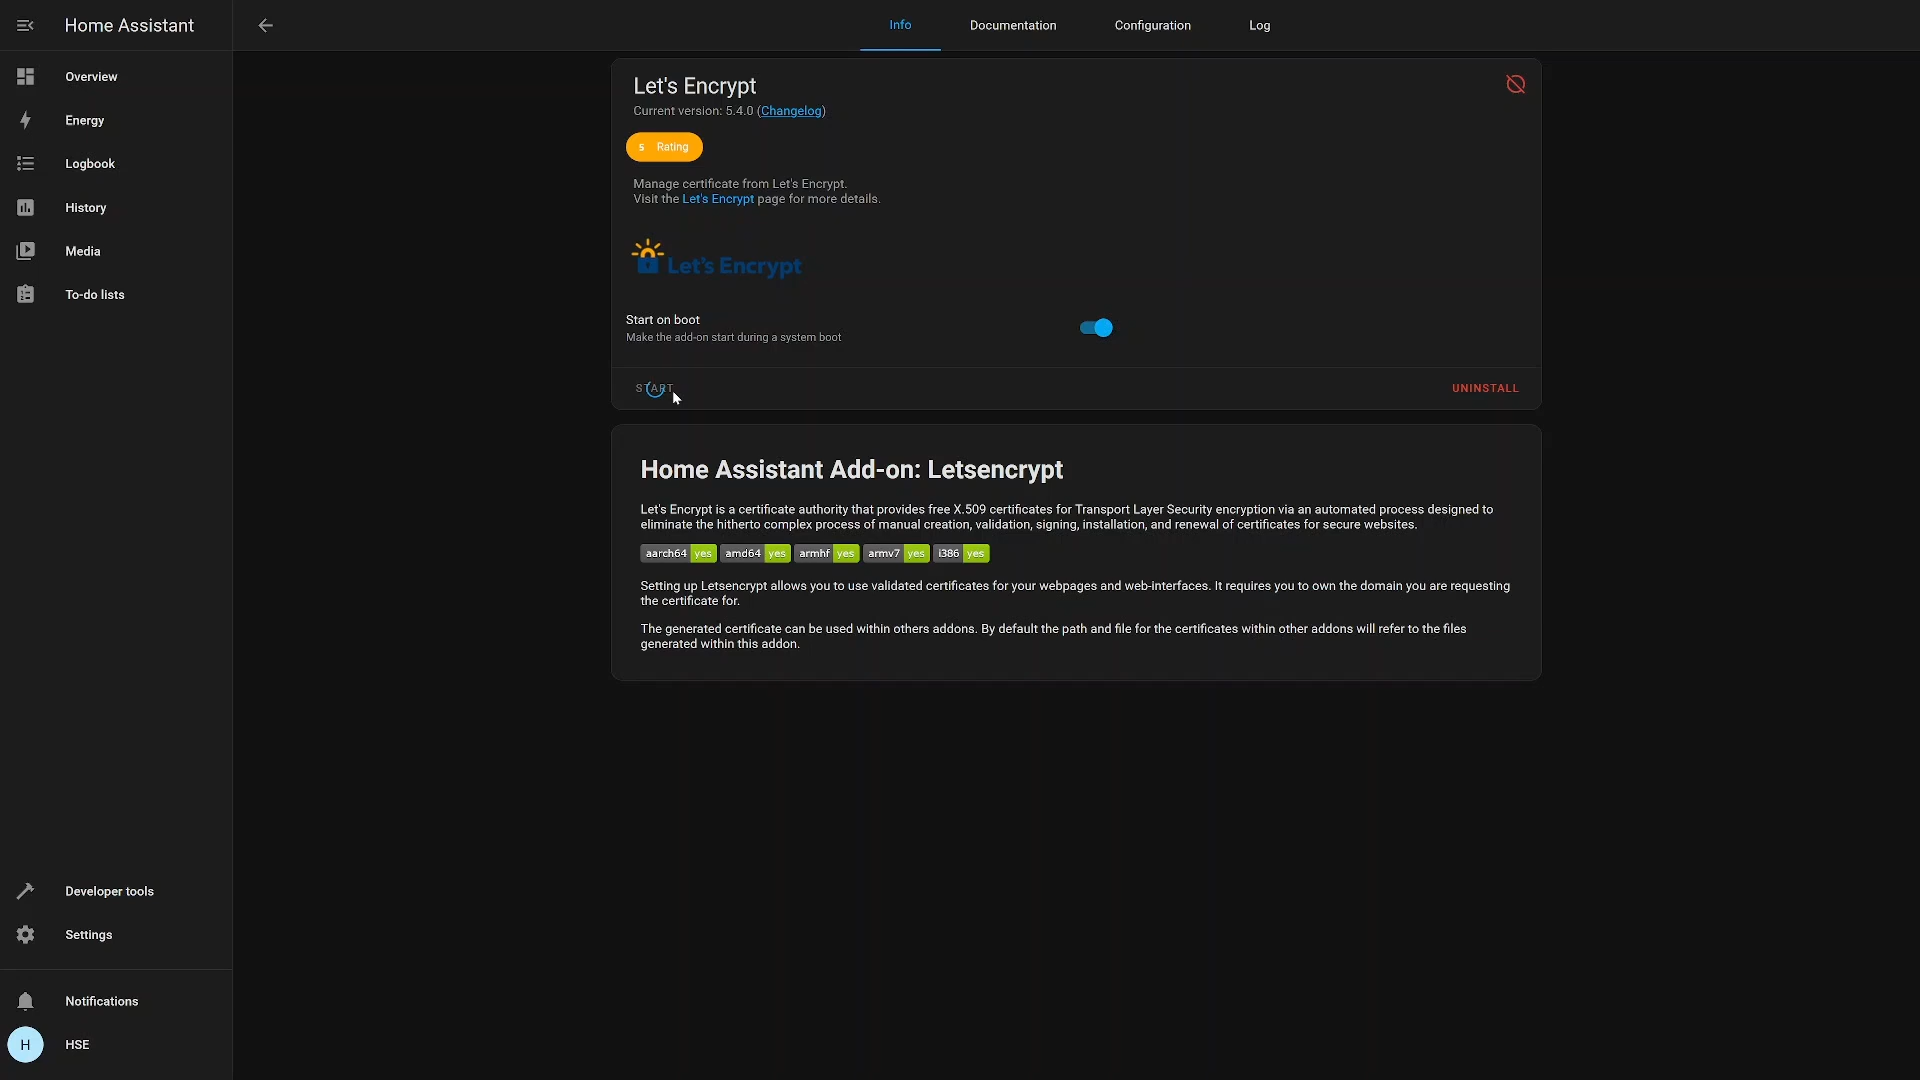 Home Assistant
Info
Documentation
Configuration
Log
Overview
Energy
Logbook
History
Media
To-do lists
Developer tools
Settings
Notifications
H
HSE
Let's Encrypt
Current version: 5.4.0 (Changelog)
5 Rating
Manage certificate from Let's Encrypt.
Visit the Let's Encrypt page for more details.
Let's Encrypt
Start on boot
Make the add-on start during a system boot
START
UNINSTALL
Home Assistant Add-on: Letsencrypt
Let's Encrypt is a certificate authority that provides free X.509 certificates for Transport Layer Security encryption via an automated process designed to
eliminate the hitherto complex process of manual creation, validation, signing, installation, and renewal of certificates for secure websites.
aarch64 yes amd64 yes armhf yes armv7 yes i386 yes
Setting up Letsencrypt allows you to use validated certificates for your webpages and web-interfaces. It requires you to own the domain you are requesting
the certificate for.
The generated certificate can be used within others addons. By default the path and file for the certificates within other addons will refer to the files
generated within this addon.